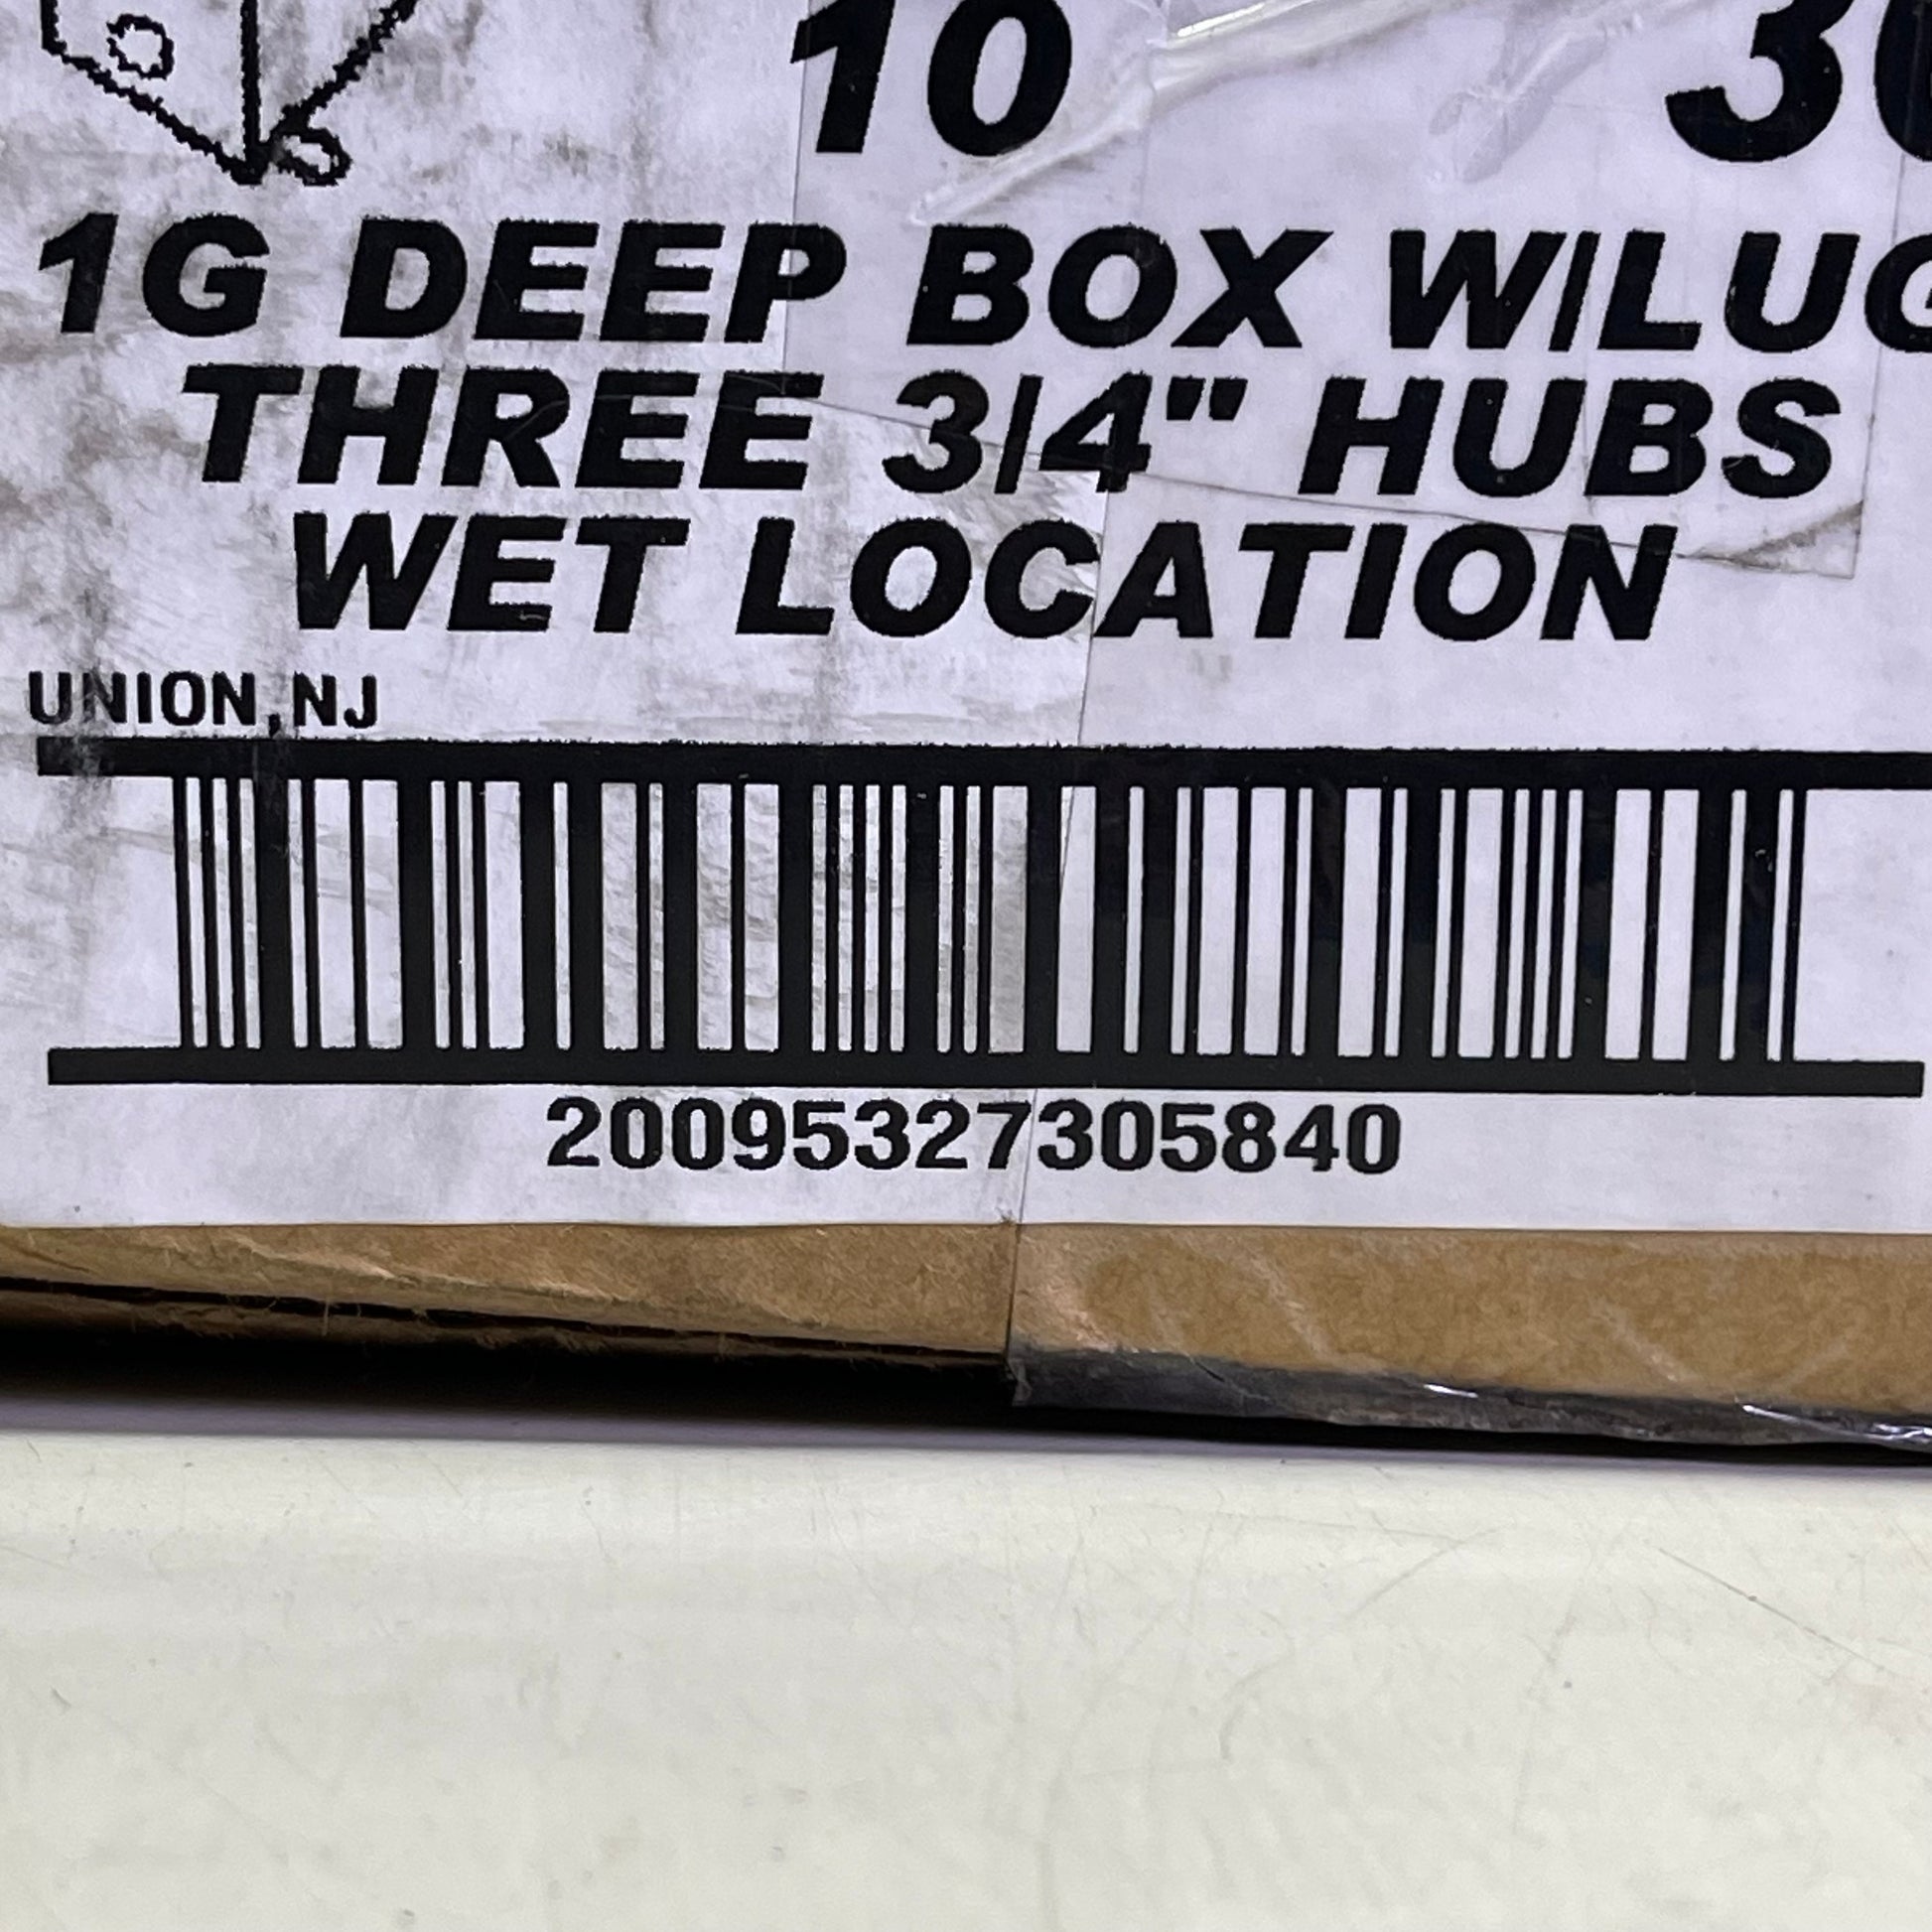 10
1G DEEP BOX W/LUG
THREE 3/4" HUBS
WET LOCATION
UNION, NJ
20095327305840